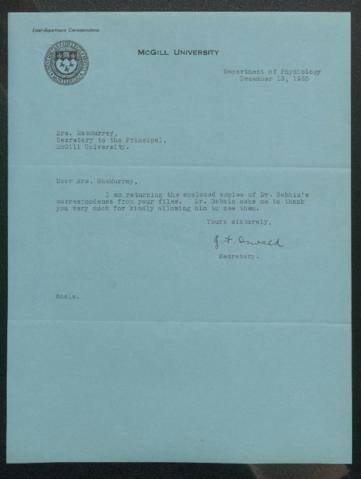 Inter-Department Correspondence
McGILL UNIVERSITY
Department of Physiology
December 13, 1935
Mrs. MacMurray,
Secretary to the Principal,
McGill University.
Dear Mrs. MacMurray,
I am returning the enclosed copies of Dr. Babkin's
correspondence from your files. Dr. Babkin asks me to thank
you very much for kindly allowing him to see them.
Yours sincerely,
Oswald
Secretary.
Encls.